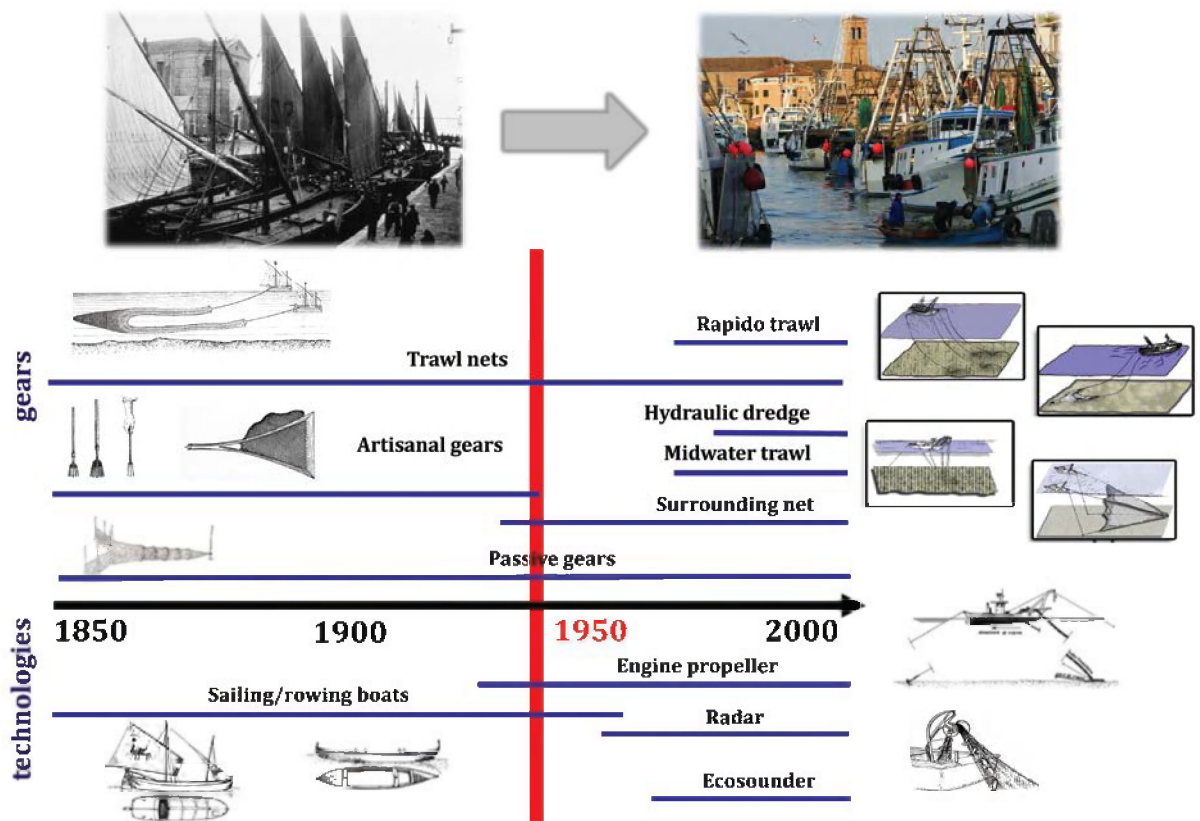 gears
Rapido trawl
Trawl nets
Hydraulic dredge
Artisanal gears
Midwater trawl
Surrounding net
Passive gears
1850
1900
1950
2000
technologies
Engine propeller
Sailing/rowing boats
Radar
Ecosounder